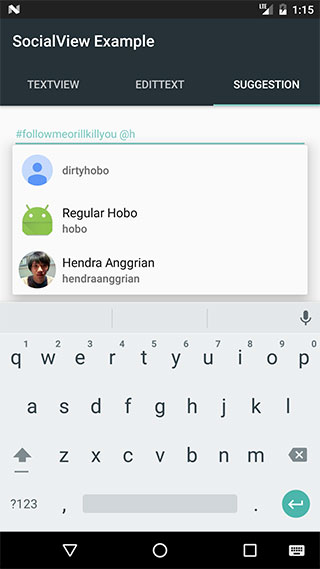 LTE 1:15
SocialView Example
TEXTVIEW EDITTEXT SUGGESTION
#followmeorillkillyou @h
dirtyhobo
Regular Hobo
hobo
Hendra Anggrian
hendraanggrian
1 2 3 4 5 6 7 8 9 0
q w e r t y u i o p
a s d f g h j k l
z x c v b n m
?123 , .